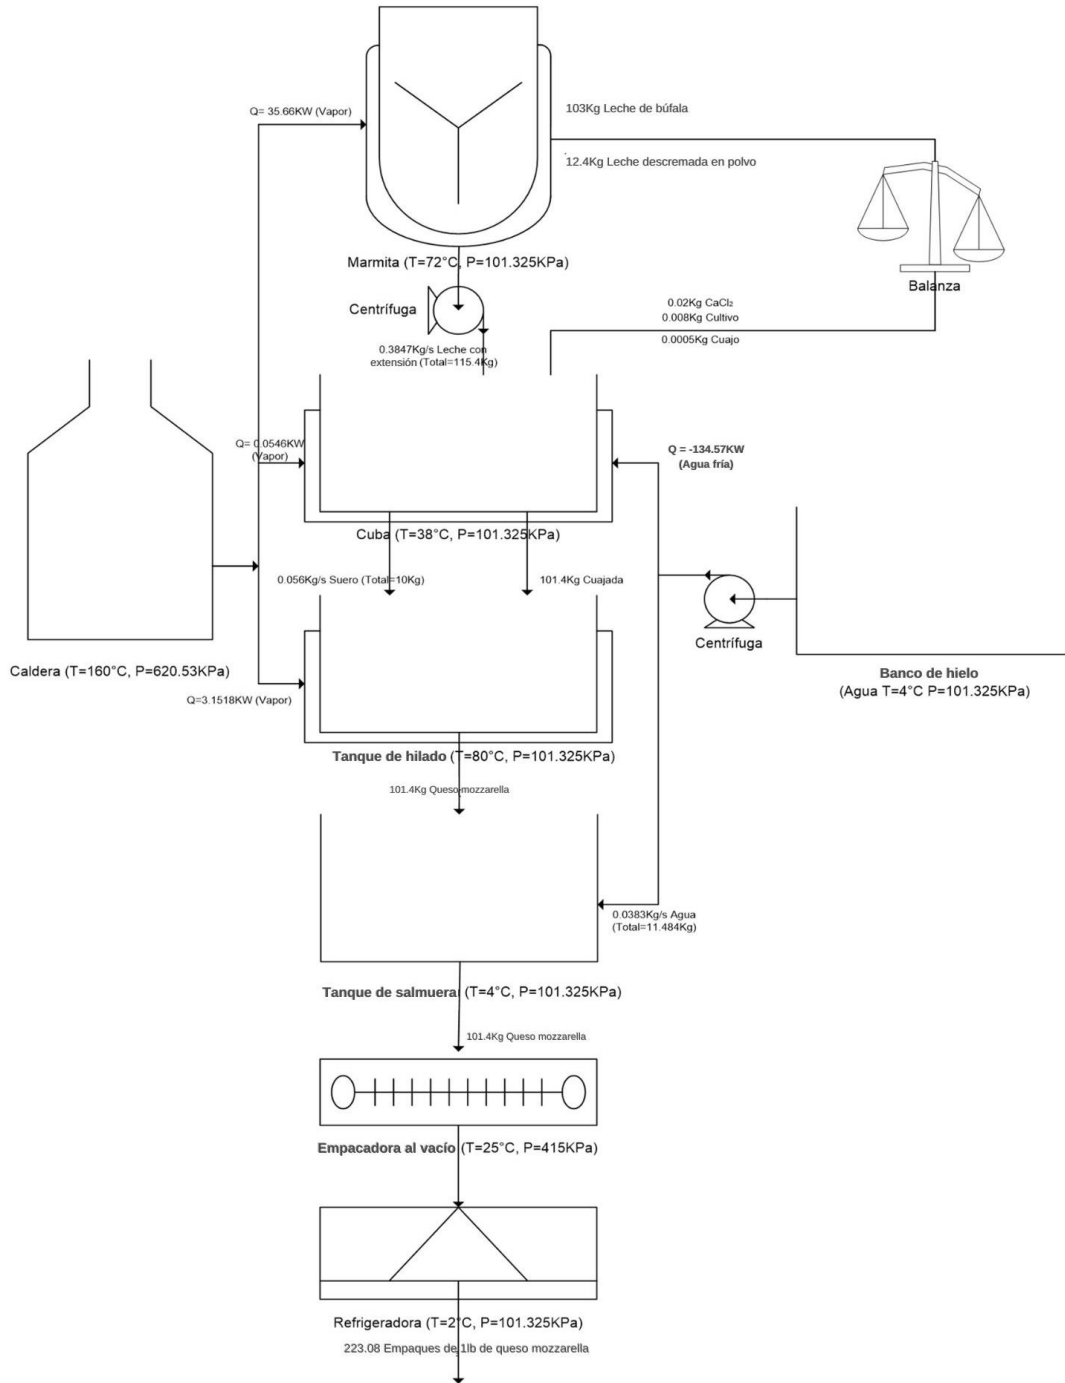 103Kg Leche de búfala
Q= 35.66KW (Vapor)
12.4Kg Leche descremada en polvo
Marmita (T=72°C, P=101.325KPa)
Balanza
Centrífuga
0.02Kg CaCl₂
0.008Kg Cultivo
0.0005Kg Cuajo
0.3847Kg/s Leche con
extensión (Total=115.4Kg)
Q= 0.0546KW
(Vapor)
Q = -134.57KW
(Agua fría)
Cuba (T=38°C, P=101.325KPa)
0.056Kg/s Suero (Total=10Kg)
101.4Kg Cuajada
Centrífuga
Caldera (T=160°C, P=620.53KPa)
Banco de hielo
(Agua T=4°C P=101.325KPa)
Q=3.1518KW (Vapor)
Tanque de hilado (T=80°C, P=101.325KPa)
101.4Kg Queso mozzarella
0.0383Kg/s Agua
(Total=11.484Kg)
Tanque de salmuera (T=4°C, P=101.325KPa)
101.4Kg Queso mozzarella
Empacadora al vacío (T=25°C, P=415KPa)
Refrigeradora (T=2°C, P=101.325KPa)
223.08 Empaques de 1lb de queso mozzarella